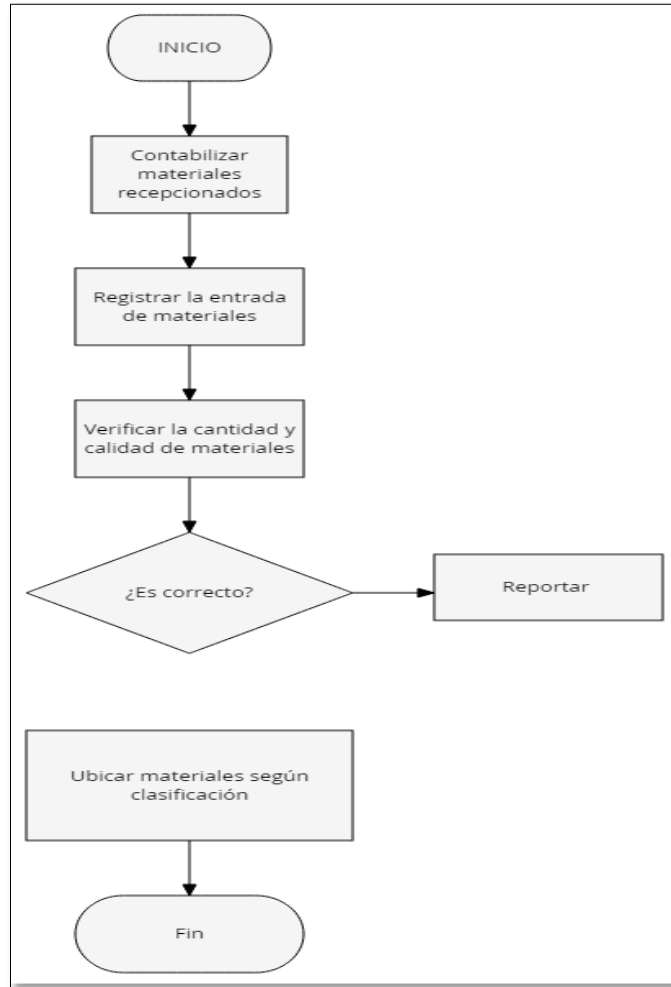 INICIO
Contabilizar
materiales
recepcionados
Registrar la entrada
de materiales
Verificar la cantidad y
calidad de materiales
¿Es correcto?
Reportar
Ubicar materiales según
clasificación
Fin